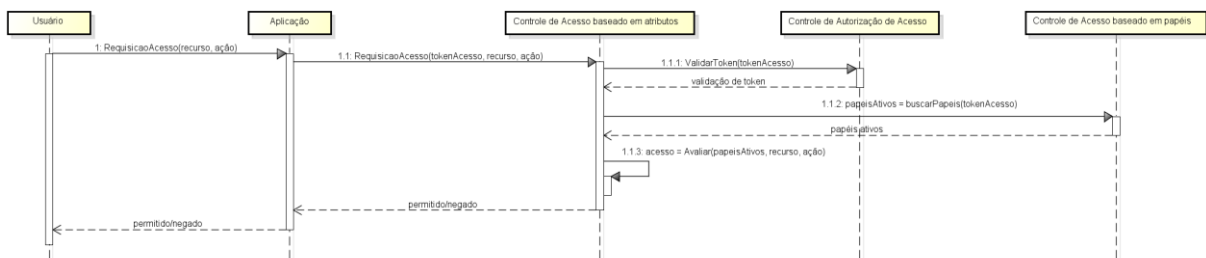 Usuário
Aplicação
Controle de Acesso baseado em atributos
Controle de Autorização de Acesso
Controle de Acesso baseado em papéis
1: RequisicaoAcesso(recurso, ação)
1.1: RequisicaoAcesso(tokenAcesso, recurso, ação)
1.1.1: ValidarToken(tokenAcesso)
validação de token
1.1.2: papeisAtivos = buscarPapeis(tokenAcesso)
papéis ativos
1.1.3: acesso = Avaliar(papeisAtivos, recurso, ação)
permitido/negado
permitido/negado